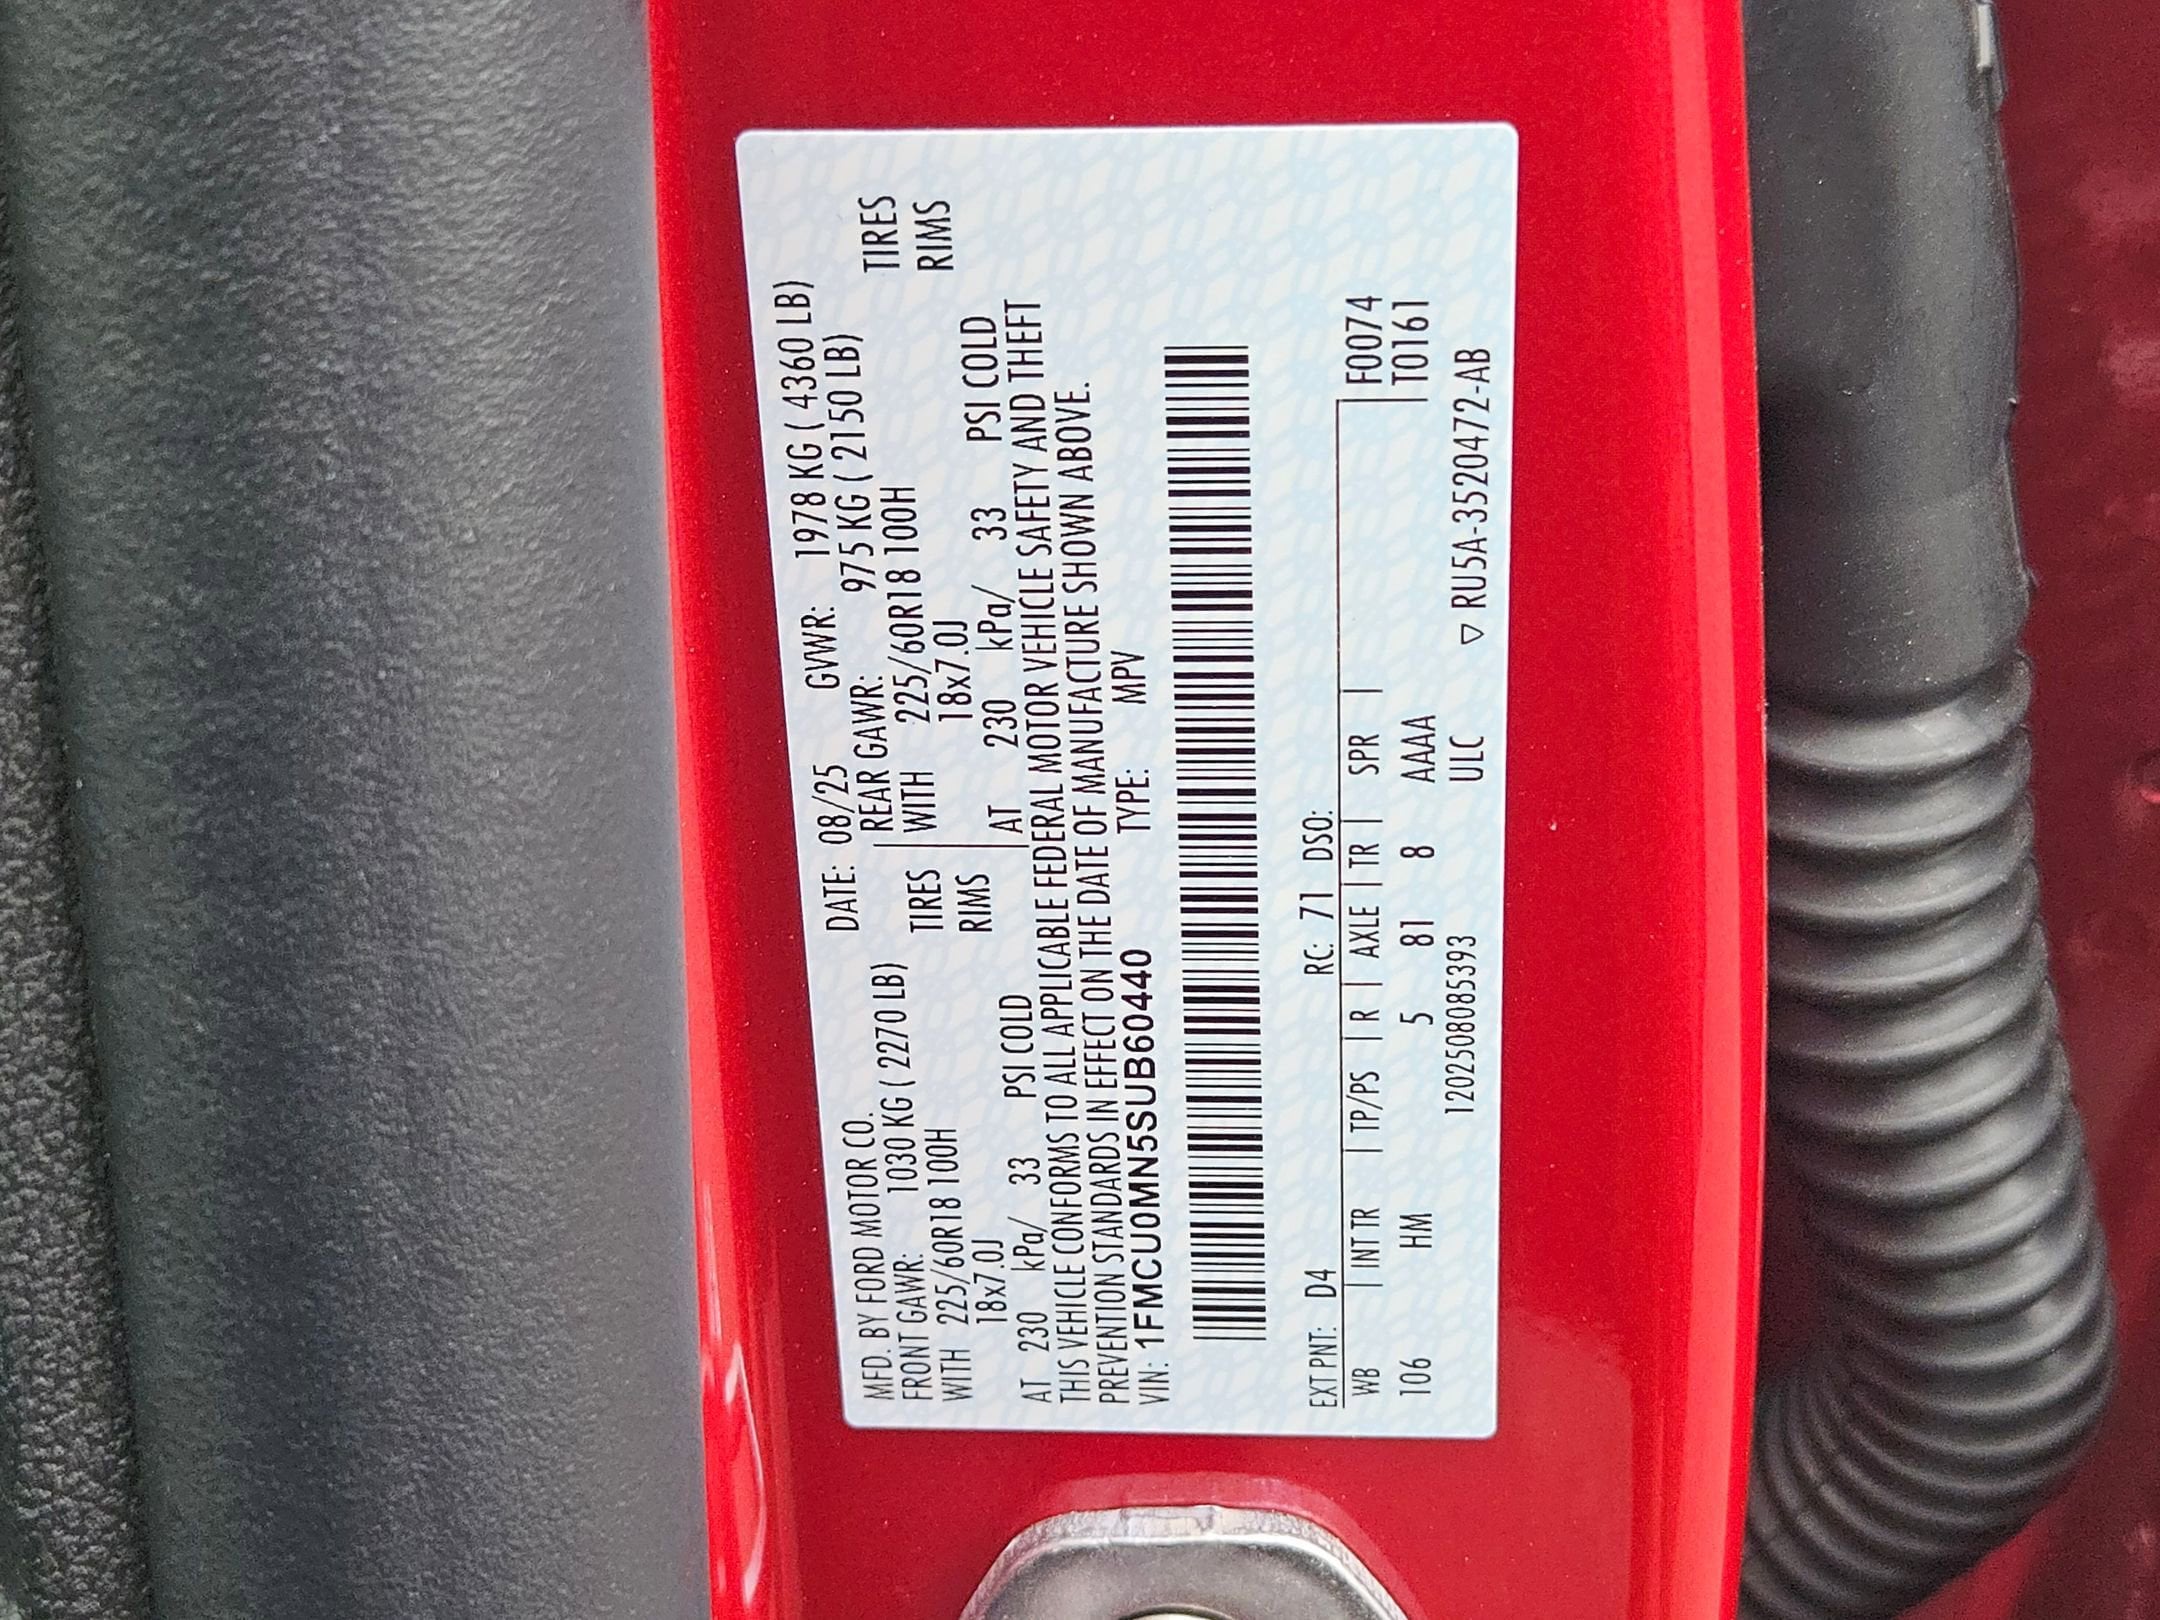 MFD. BY FORD MOTOR CO. DATE: 08/25 GVWR: 1978 KG ( 4360 LB)
FRONT GAWR: 1030 KG ( 2270 LB) REAR GAWR: 975 KG ( 2150 LB)
WITH 225/60R18 100H TIRES WITH 225/60R18 100H TIRES
18x7.0J RIMS 18x7.0J RIMS
AT 230 kPa/ 33 PSI COLD AT 230 kPa/ 33 PSI COLD
THIS VEHICLE CONFORMS TO ALL APPLICABLE FEDERAL MOTOR VEHICLE SAFETY AND THEFT
PREVENTION STANDARDS IN EFFECT ON THE DATE OF MANUFACTURE SHOWN ABOVE.
VIN: 1FMCU0MN5SUB60440 TYPE: MPV
EXT PNT: D4 RC: 71 DSO:
WB | INT TR | TP/PS | R | AXLE | TR | SPR | F0074
106 HM 5 81 8 AAAA T0161
1202508085393 ULC ▽ RU5A-3520472-AB